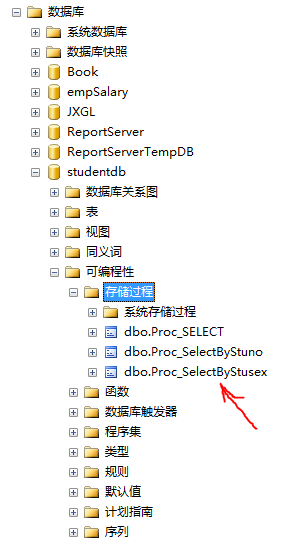 数据库
系统数据库
数据库快照
Book
empSalary
JXGL
ReportServer
ReportServerTempDB
studentdb
数据库关系图
表
视图
同义词
可编程性
存储过程
系统存储过程
dbo.Proc_SELECT
dbo.Proc_SelectByStuno
dbo.Proc_SelectByStusex
函数
数据库触发器
程序集
类型
规则
默认值
计划指南
序列